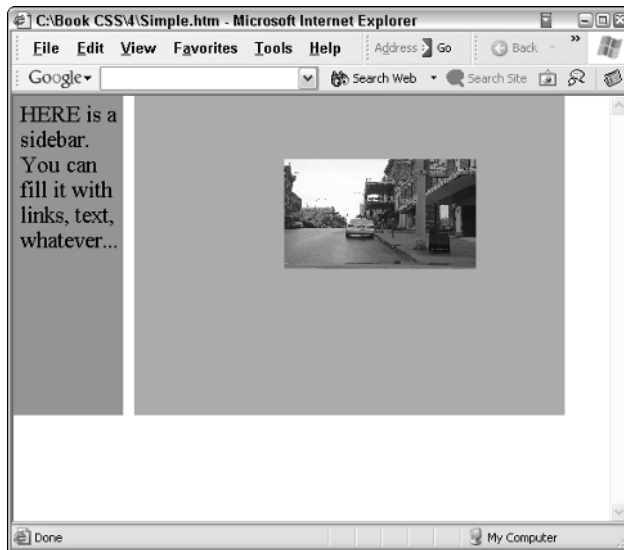 C:\Book CSS\4\Simple.htm - Microsoft Internet Explorer
File Edit View Favorites Tools Help Address Go Back »
Google Search Web Search Site
HERE is a
sidebar.
You can
fill it with
links, text,
whatever...
Done My Computer